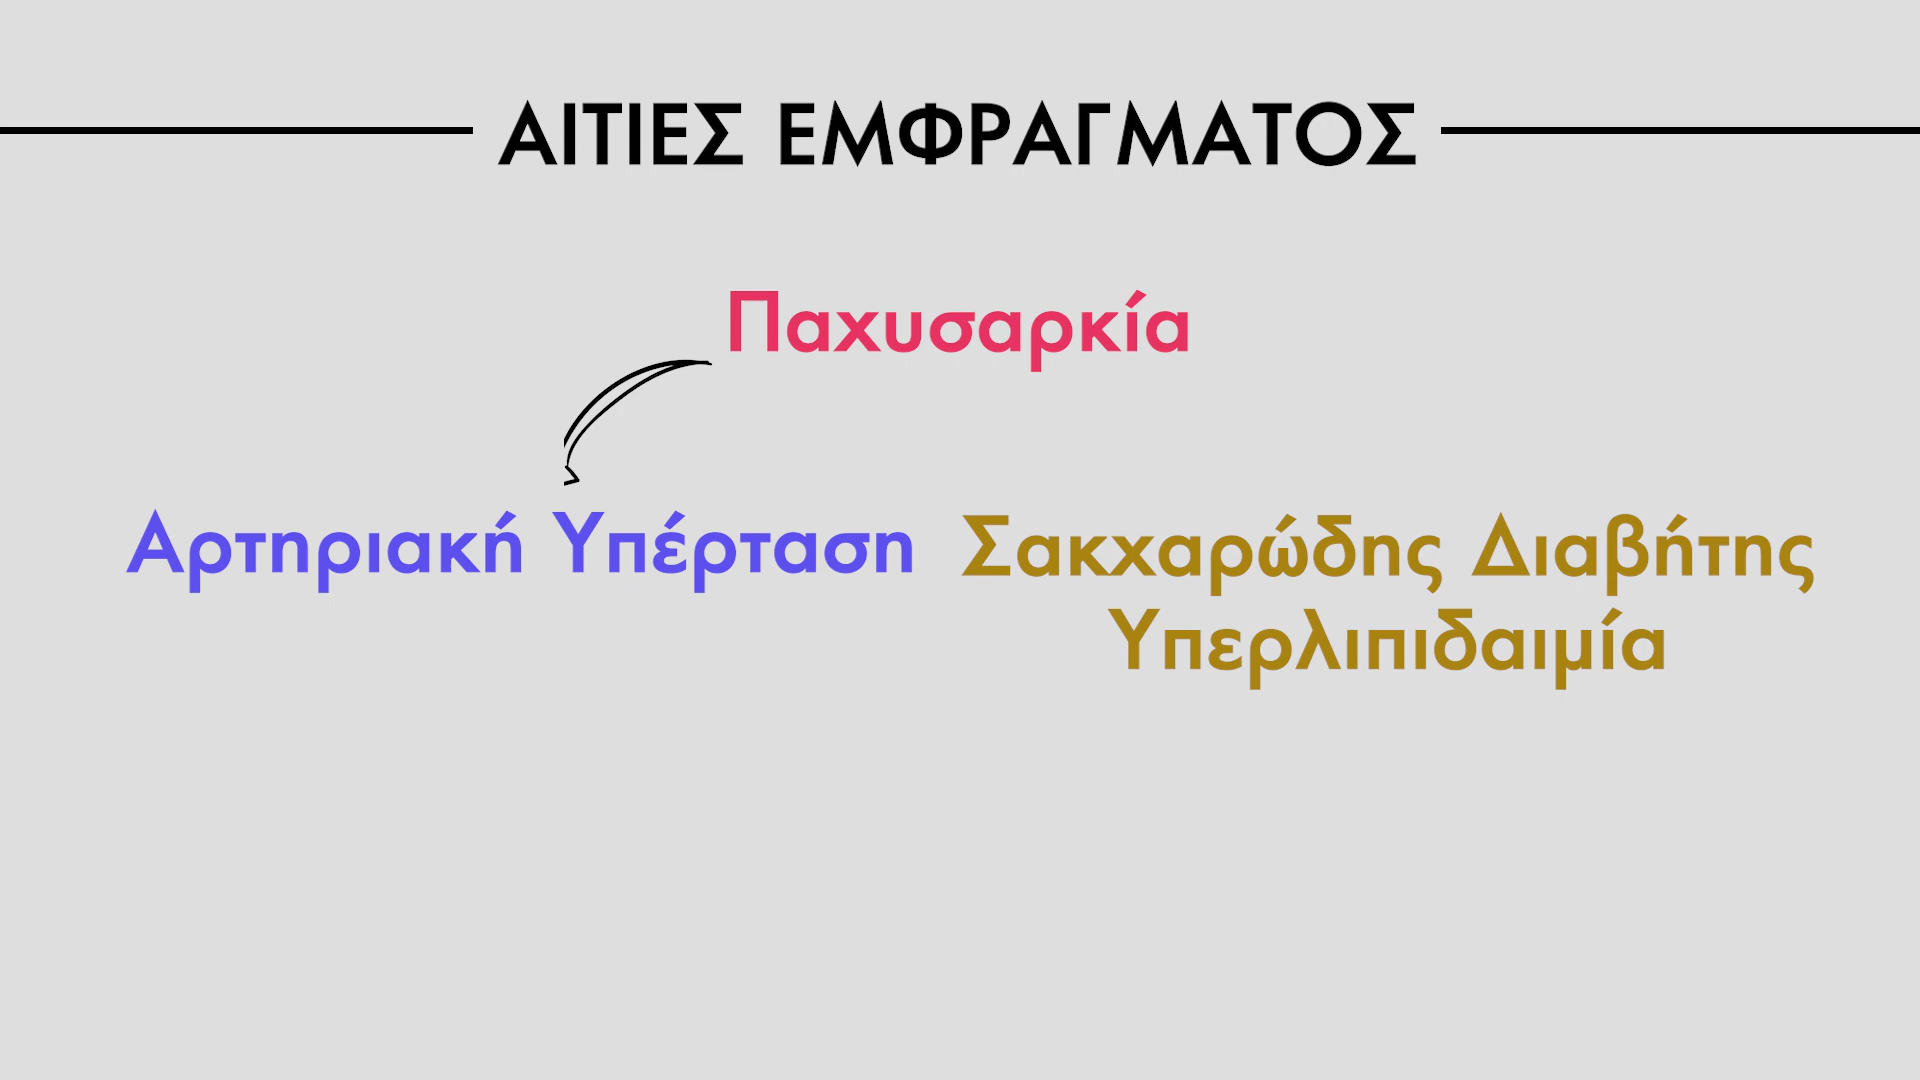 ΑΙΤΙΕΣ ΕΜΦΡΑΓΜΑΤΟΣ
Παχυσαρκία
Αρτηριακή Υπέρταση
Σακχαρώδης Διαβήτης
Υπερλιπιδαιμία